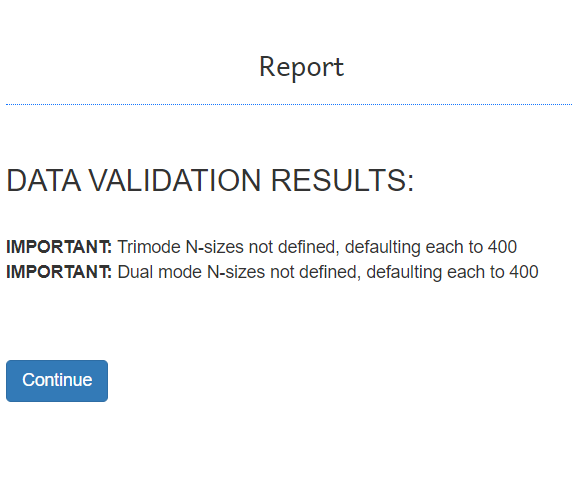 Report
DATA VALIDATION RESULTS:
IMPORTANT: Trimode N-sizes not defined, defaulting each to 400
IMPORTANT: Dual mode N-sizes not defined, defaulting each to 400
Continue